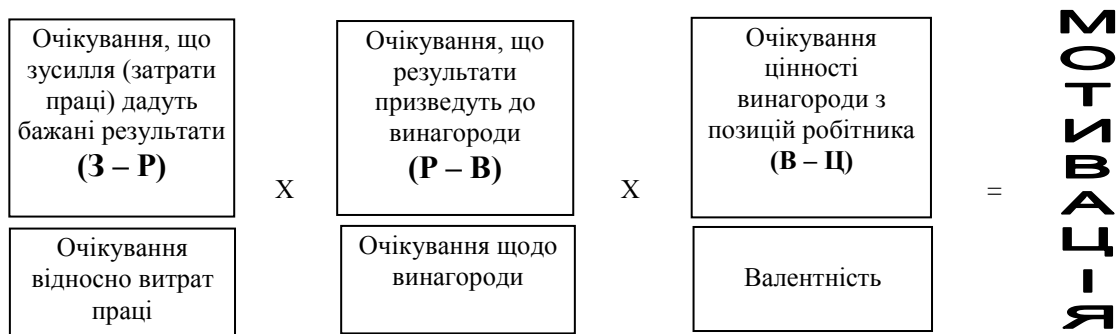 Очікування, що
зусилля (затрати
праці) дадуть
бажані результати
(З – Р)
Х
Очікування, що
результати
призведуть до
винагороди
(Р – В)
Х
Очікування
цінності
винагороди з
позицій робітника
(В – Ц)
=
МОТИВАЦІЯ
Очікування
відносно витрат
праці
Очікування щодо
винагороди
Валентність